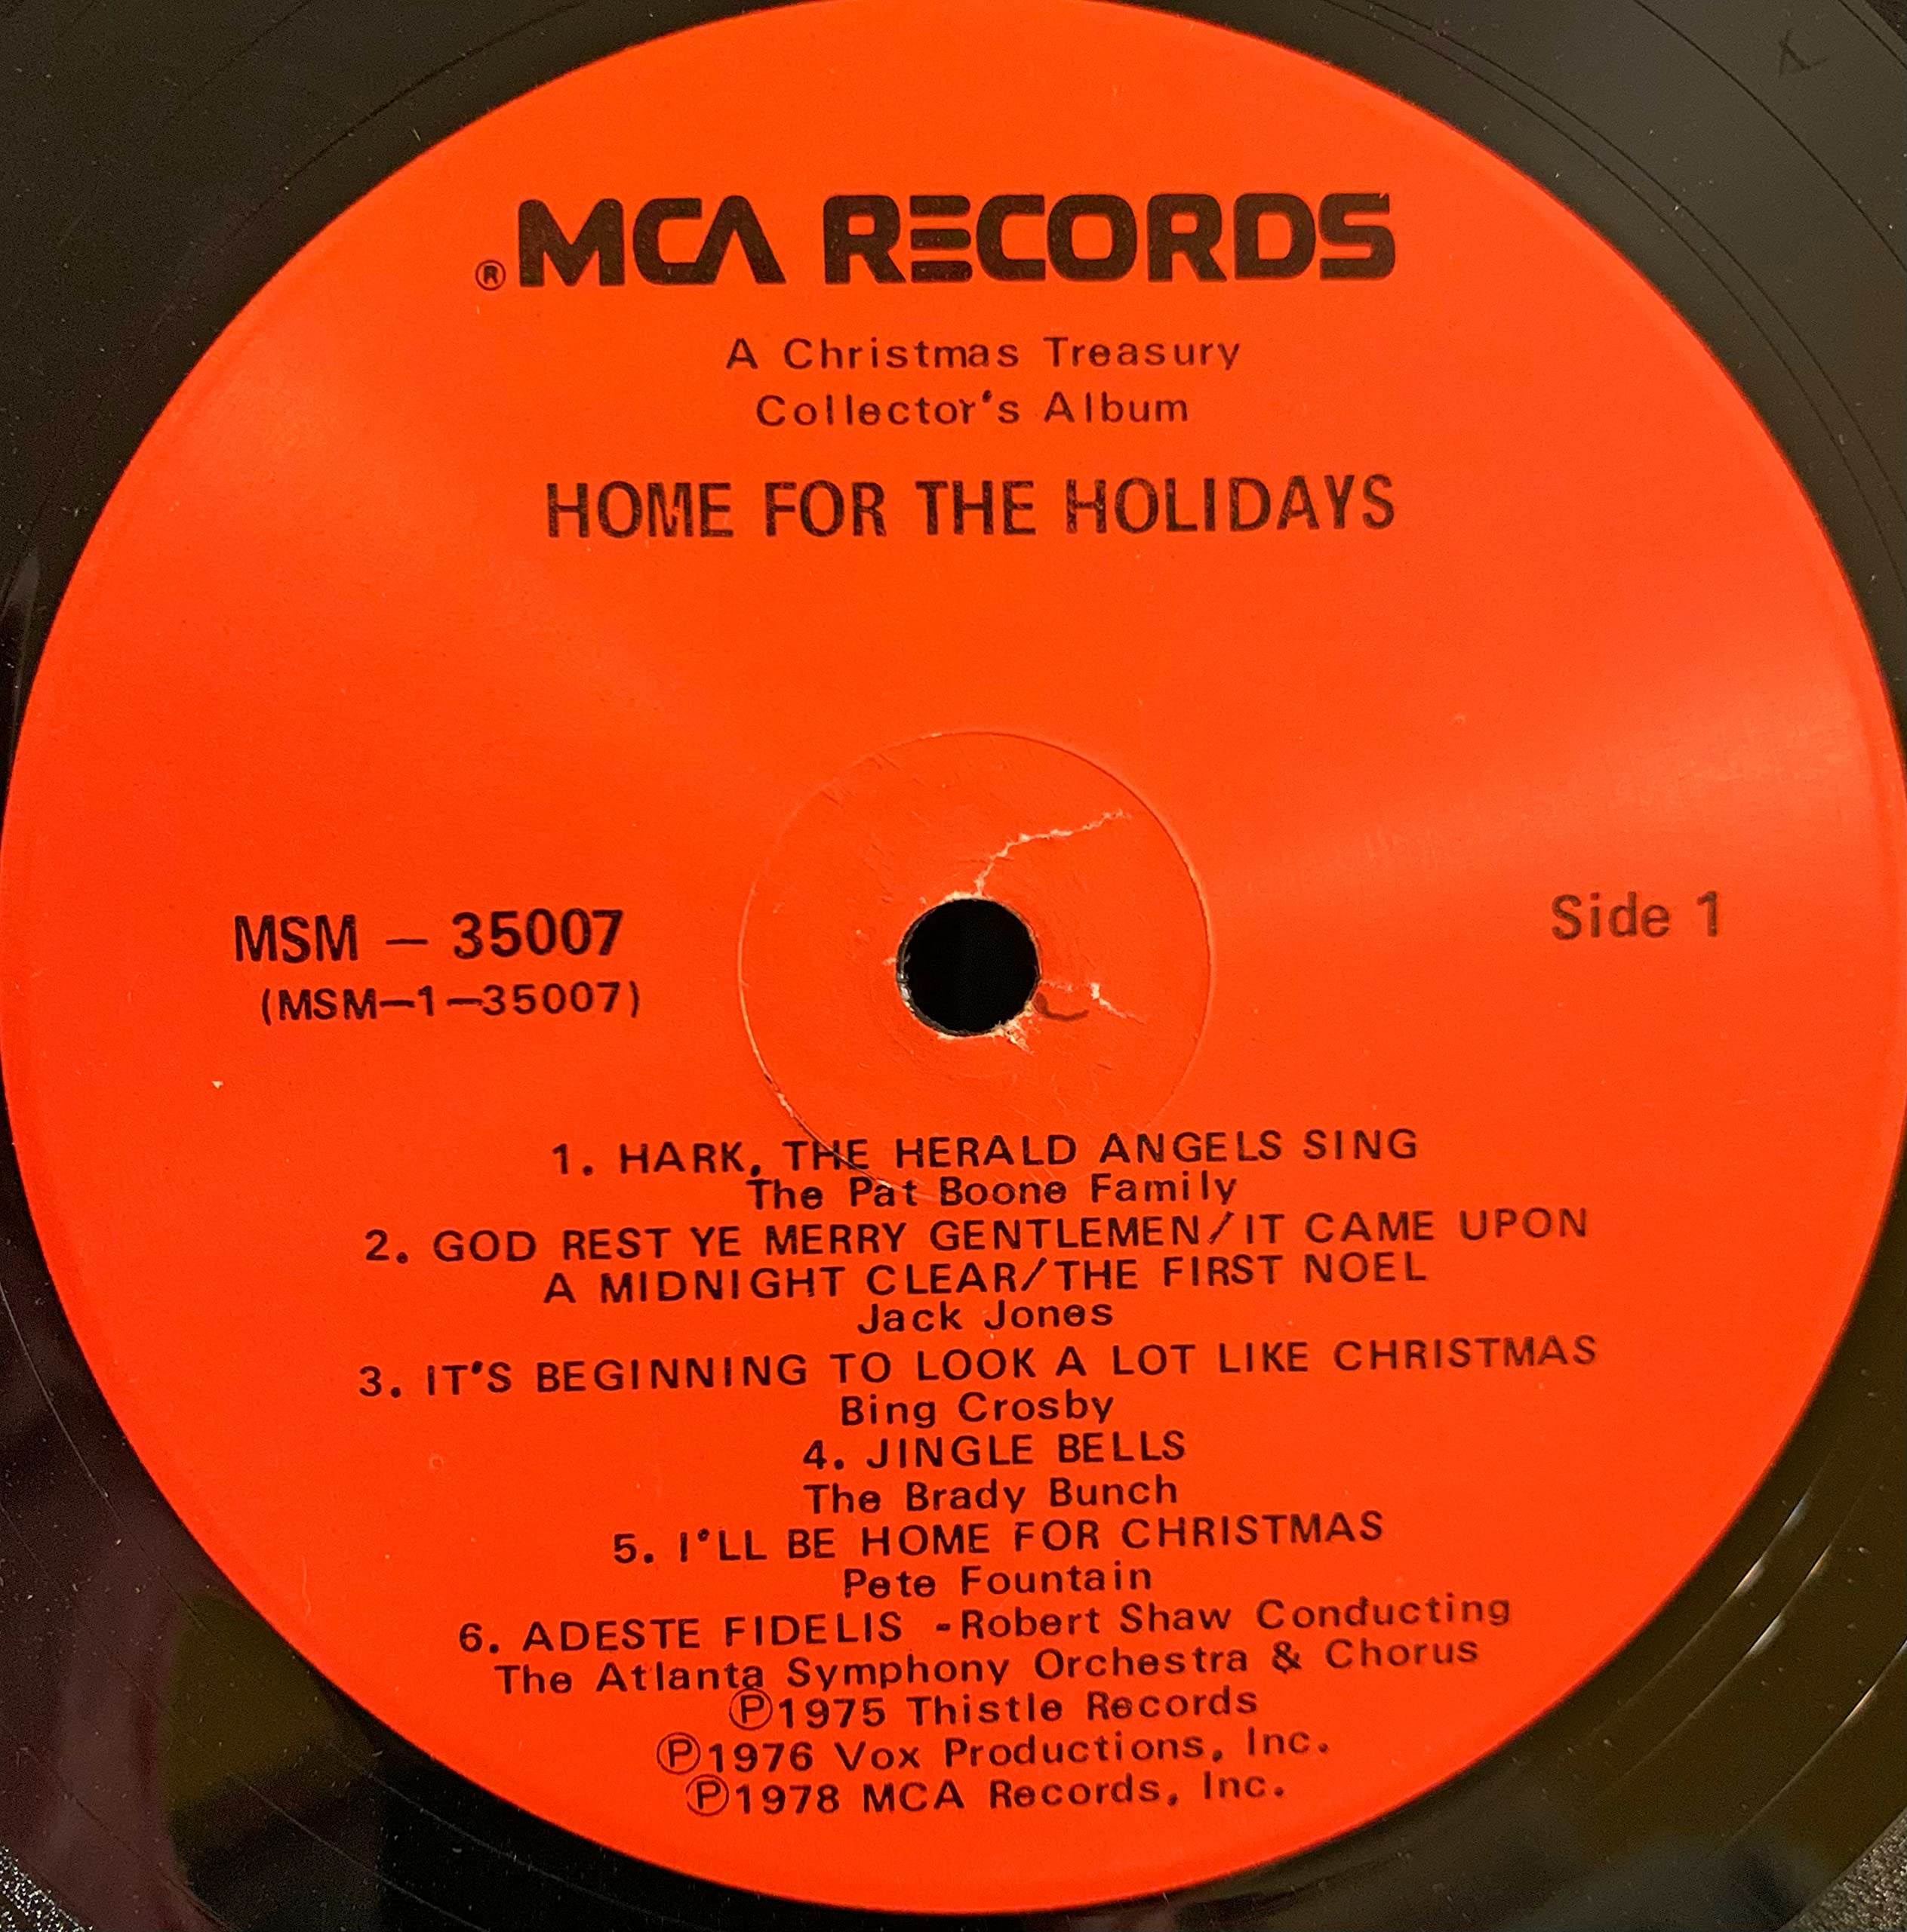 ® MCA RECORDS
A Christmas Treasury
Collector's Album
HOME FOR THE HOLIDAYS
MSM – 35007
(MSM–1–35007)
Side 1
1. HARK, THE HERALD ANGELS SING
The Pat Boone Family
2. GOD REST YE MERRY GENTLEMEN/IT CAME UPON
A MIDNIGHT CLEAR/THE FIRST NOEL
Jack Jones
3. IT'S BEGINNING TO LOOK A LOT LIKE CHRISTMAS
Bing Crosby
4. JINGLE BELLS
The Brady Bunch
5. I'LL BE HOME FOR CHRISTMAS
Pete Fountain
6. ADESTE FIDELIS -Robert Shaw Conducting
The Atlanta Symphony Orchestra & Chorus
℗1975 Thistle Records
℗1976 Vox Productions, Inc.
℗1978 MCA Records, Inc.